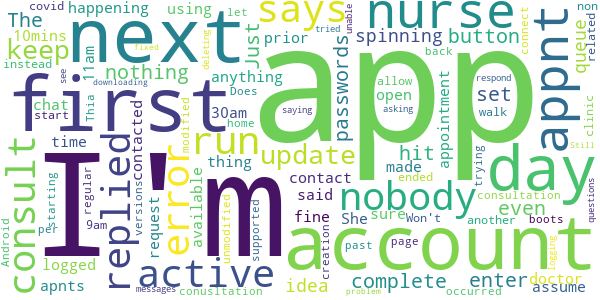 covid happening using let
The next says nurse
10mins keep Just prior spinning button
instead nothing 11am anything
unable fixed tried deleting back
non related queue appnt
first app I'm
chat start open allow passwords
respond set walk connect
see downloading Does 30am
saying asking home
Thia modified error run update hit
appointment clinic Still day
consult time replied contacted versions
thing contact made trying
starting regular 9am logged
request available unmodified supported
said fine She sure nobody even
ended consultation another boots
Won't past page account
Android per apnts active
creation idea complete enter
messages conusltation problem occurred
logging doctor assume questions